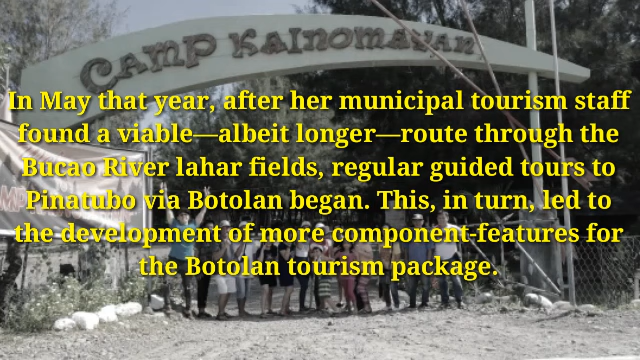 CAMP KAINOMAYAN
In May that year, after her municipal tourism staff
found a viable—albeit longer—route through the
Bucao River lahar fields, regular guided tours to
Pinatubo via Botolan began. This, in turn, led to
the development of more component-features for
the Botolan tourism package.